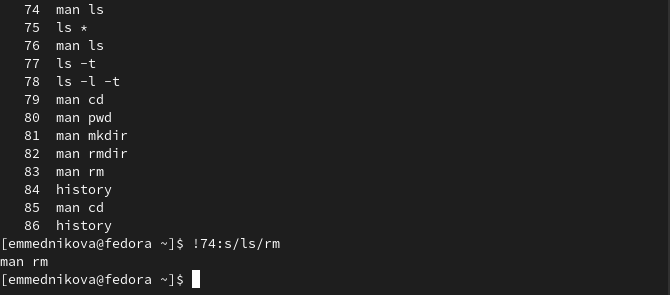 74 man ls
75 ls *
76 man ls
77 ls -t
78 ls -l -t
79 man cd
80 man pwd
81 man mkdir
82 man rmdir
83 man rm
84 history
85 man cd
86 history
[emmednikova@fedora ~]$ !74:s/ls/rm
man rm
[emmednikova@fedora ~]$